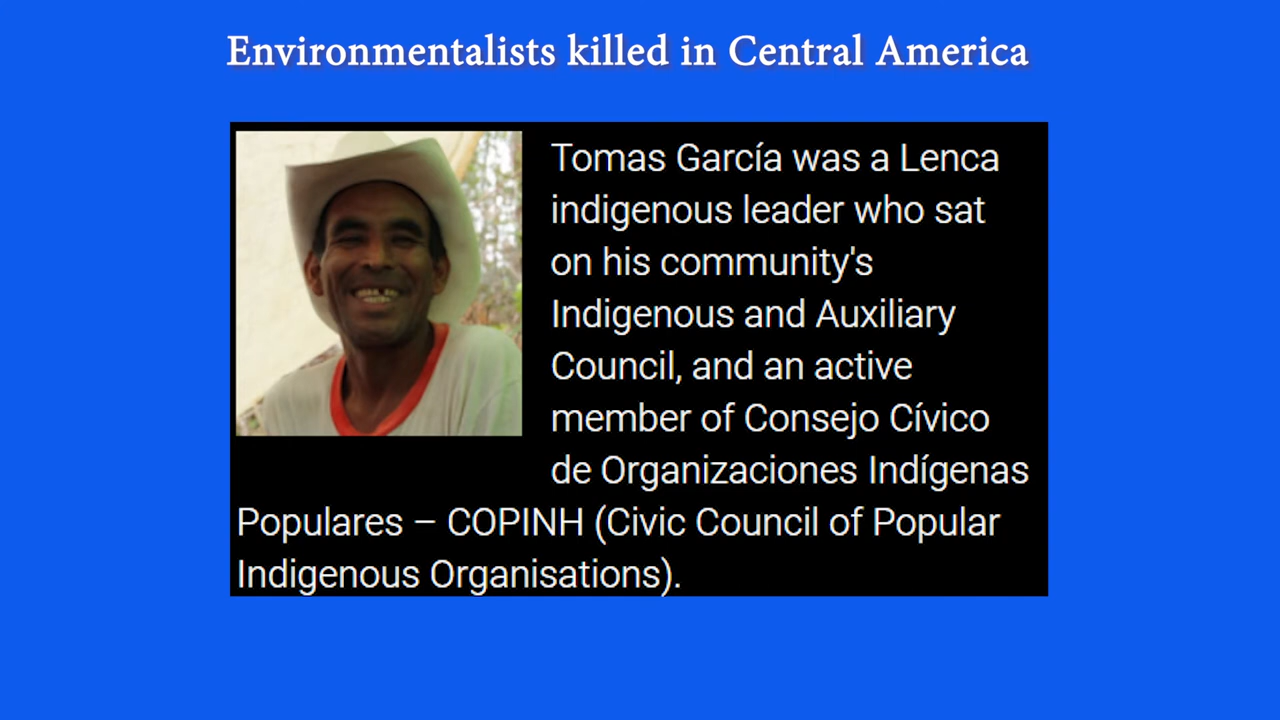 Environmentalists killed in Central America
Tomas García was a Lenca
indigenous leader who sat
on his community's
Indigenous and Auxiliary
Council, and an active
member of Consejo Cívico
de Organizaciones Indígenas
Populares – COPINH (Civic Council of Popular
Indigenous Organisations).